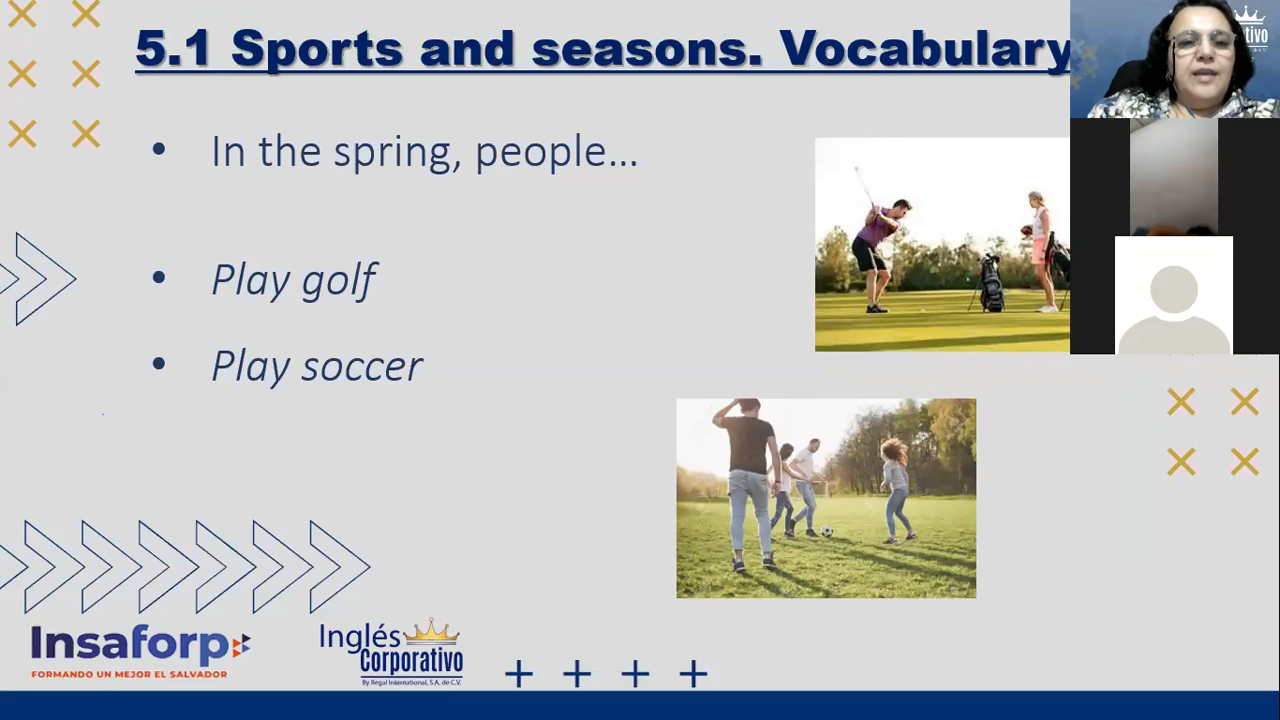 5.1 Sports and seasons. Vocabulary
In the spring, people...
Play golf
Play soccer
Insaforp
FORMANDO UN MEJOR EL SALVADOR
Inglés
Corporativo
By Regal International, S.A. de C.V.